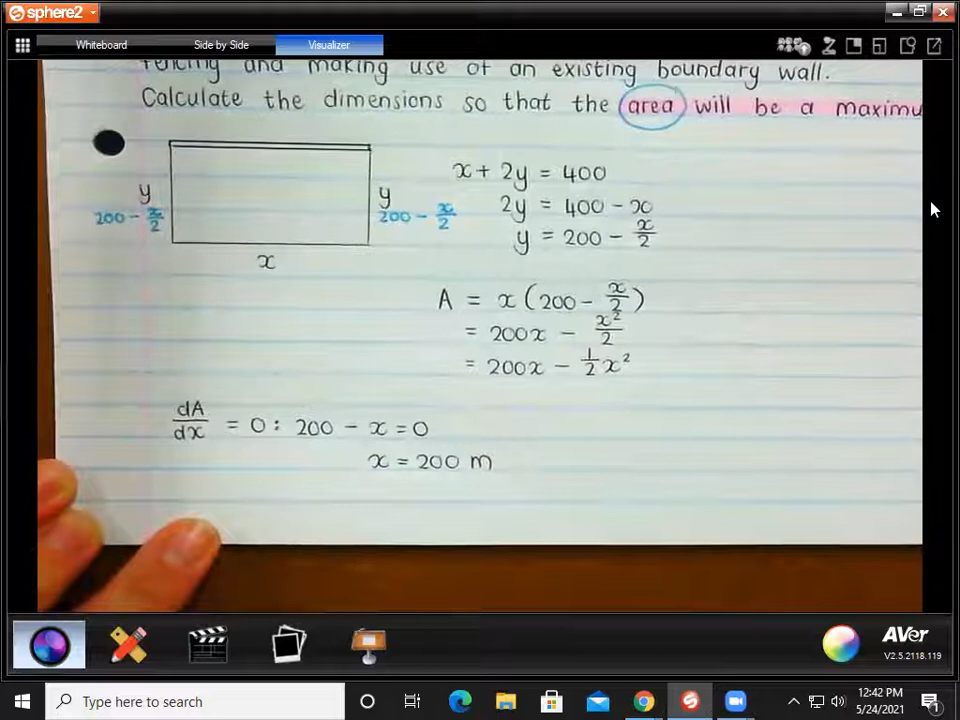 sphere2
Whiteboard Side by Side Visualizer
fencing and making use of an existing boundary wall.
Calculate the dimensions so that the area will be a maximu
y
200 - x/2
y
200 - x/2
x
x + 2y = 400
2y = 400 - x
y = 200 - x/2
A = x(200 - x/2)
= 200x - x²/2
= 200x - 1/2 x²
dA/dx = 0 : 200 - x = 0
x = 200 m
AVer
V2.5.2118.119
Type here to search
12:42 PM
5/24/2021